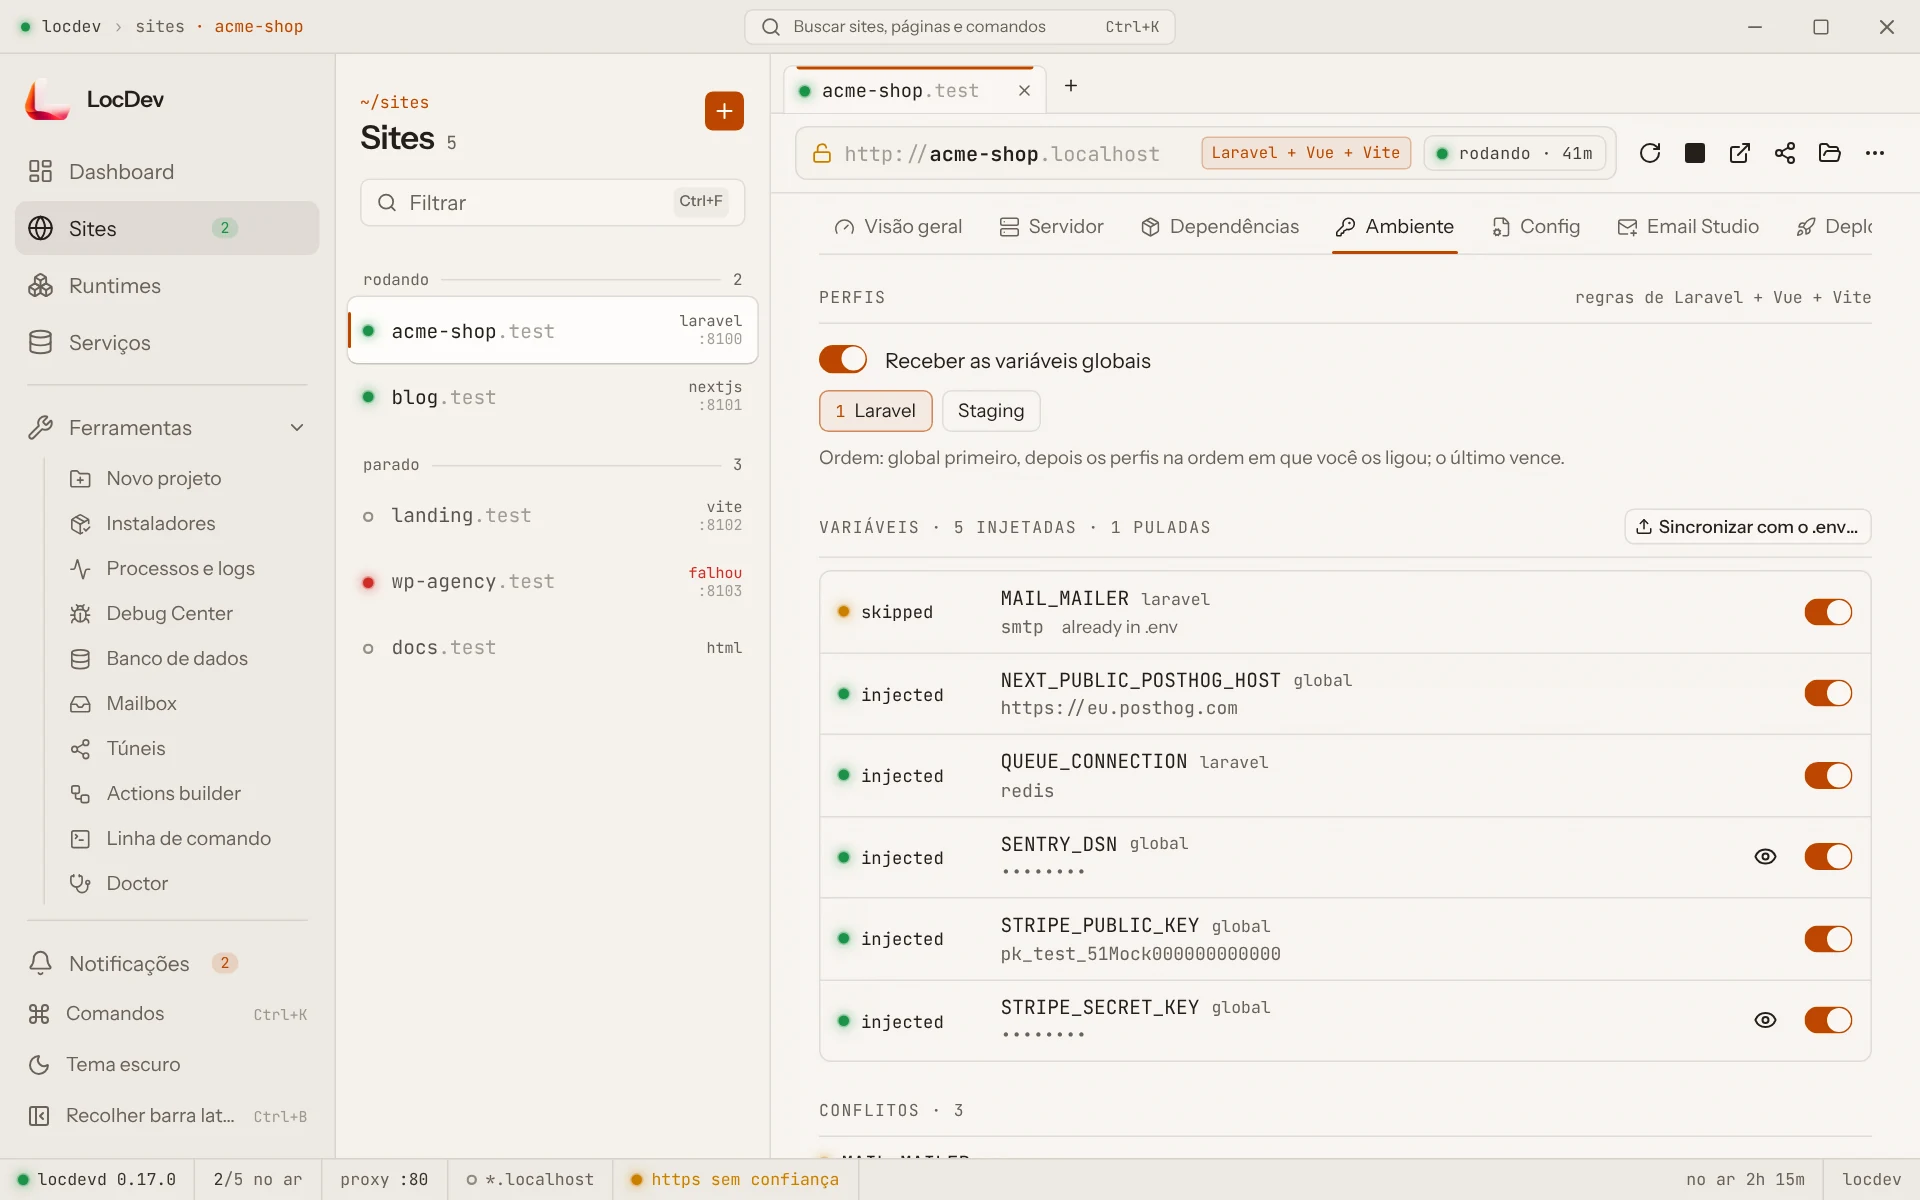 locdev › sites · acme-shop
Buscar sites, páginas e comandos Ctrl+K
LocDev
Dashboard
Sites 2
Runtimes
Serviços
Ferramentas
Novo projeto
Instaladores
Processos e logs
Debug Center
Banco de dados
Mailbox
Túneis
Actions builder
Linha de comando
Doctor
Notificações 2
Comandos Ctrl+K
Tema escuro
Recolher barra lat... Ctrl+B
~/sites
Sites 5
Filtrar Ctrl+F
rodando 2
acme-shop.test laravel
:8100
blog.test nextjs
:8101
parado 3
landing.test vite
:8102
wp-agency.test falhou
:8103
docs.test html
acme-shop.test
http://acme-shop.localhost Laravel + Vue + Vite rodando · 41m
Visão geral Servidor Dependências Ambiente Config Email Studio Deplo
PERFIS regras de Laravel + Vue + Vite
Receber as variáveis globais
1 Laravel Staging
Ordem: global primeiro, depois os perfis na ordem em que você os ligou; o último vence.
VARIÁVEIS · 5 INJETADAS · 1 PULADAS Sincronizar com o .env...
skipped MAIL_MAILER laravel
smtp already in .env
injected NEXT_PUBLIC_POSTHOG_HOST global
https://eu.posthog.com
injected QUEUE_CONNECTION laravel
redis
injected SENTRY_DSN global
••••••••
injected STRIPE_PUBLIC_KEY global
pk_test_51Mock000000000000
injected STRIPE_SECRET_KEY global
••••••••
CONFLITOS · 3
MAIL_MAILER
locdevd 0.17.0 2/5 no ar proxy :80 *.localhost https sem confiança no ar 2h 15m locdev